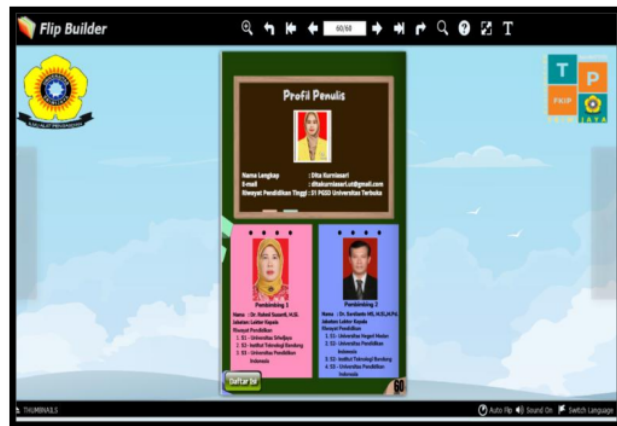 Flip Builder
60/60
T
T P
FKIP
Profil Penulis
Nama Lengkap : Dita Kurniasari
E-mail : ditakurniasari.ut@gmail.com
Riwayat Pendidikan Tinggi : S1 PGSD Universitas Terbuka
Pembimbing 1
Nama : Dr. Rahmi Susanti, M.Si.
Jabatan: Lektor Kepala
Riwayat Pendidikan
1. S1 - Universitas Sriwijaya
2. S2- Institut Teknologi Bandung
3. S3 - Universitas Pendidikan
Indonesia
Pembimbing 2
Jabatan: Lektor Kepala
Riwayat Pendidikan
1. S1- Universitas Negeri Medan
2. S2- Universitas Pendidikan
Indonesia
3. S2- Institut Teknologi Bandung
4. S3 - Universitas Pendidikan
Indonesia
Daftar Isi
60
THUMBNAILS
Auto Flip Sound On Switch Language